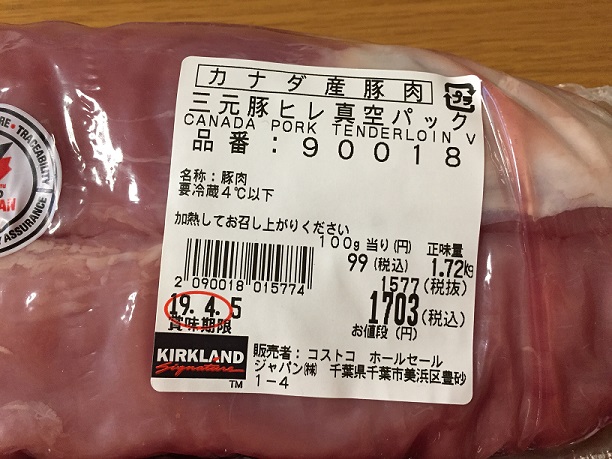 カナダ産豚肉
プラ
三元豚ヒレ真空パック
CANADA PORK TENDERLOIN V
品番:90018
名称:豚肉
要冷蔵4℃以下
加熱してお召し上がりください
100g当り(円) 正味量
99(税込) 1.72kg
1577(税抜)
2 090018 015774
19.4.5 1703(税込)
賞味期限 お値段(円)
KIRKLAND
Signature
TM
販売者:コストコ ホールセール
ジャパン㈱ 千葉県千葉市美浜区豊砂
1-4
TRACEABILITY
ASSURANCE